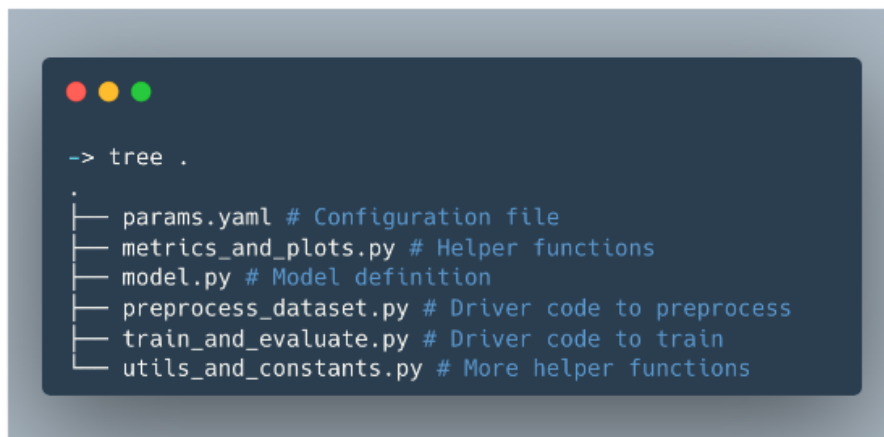 -> tree .
.
├── params.yaml # Configuration file
├── metrics_and_plots.py # Helper functions
├── model.py # Model definition
├── preprocess_dataset.py # Driver code to preprocess
├── train_and_evaluate.py # Driver code to train
└── utils_and_constants.py # More helper functions